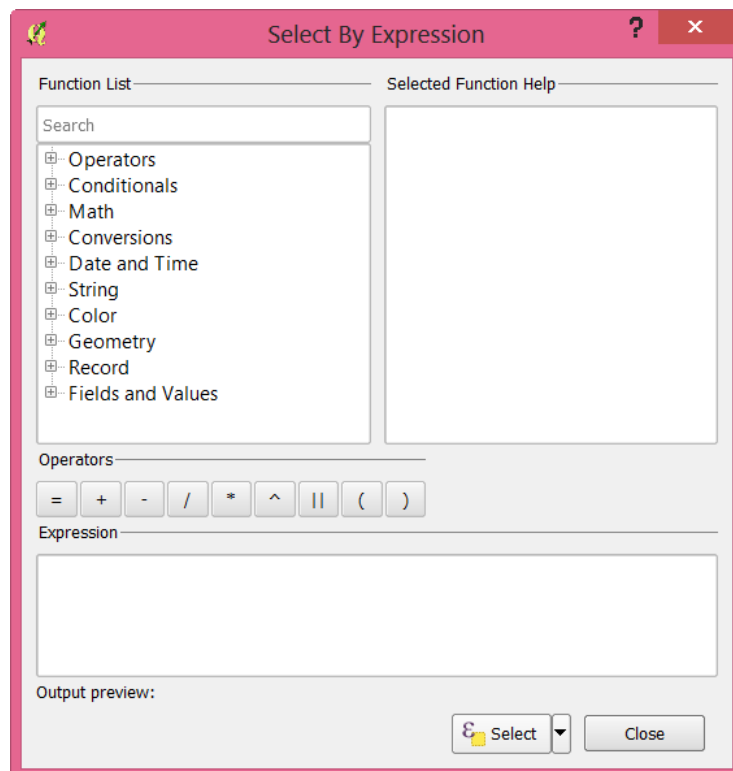 Select By Expression ? ×
Function List
Selected Function Help
Search
Operators
Conditionals
Math
Conversions
Date and Time
String
Color
Geometry
Record
Fields and Values
Operators
= + - / * ^ || ( )
Expression
Output preview:
ε Select Close